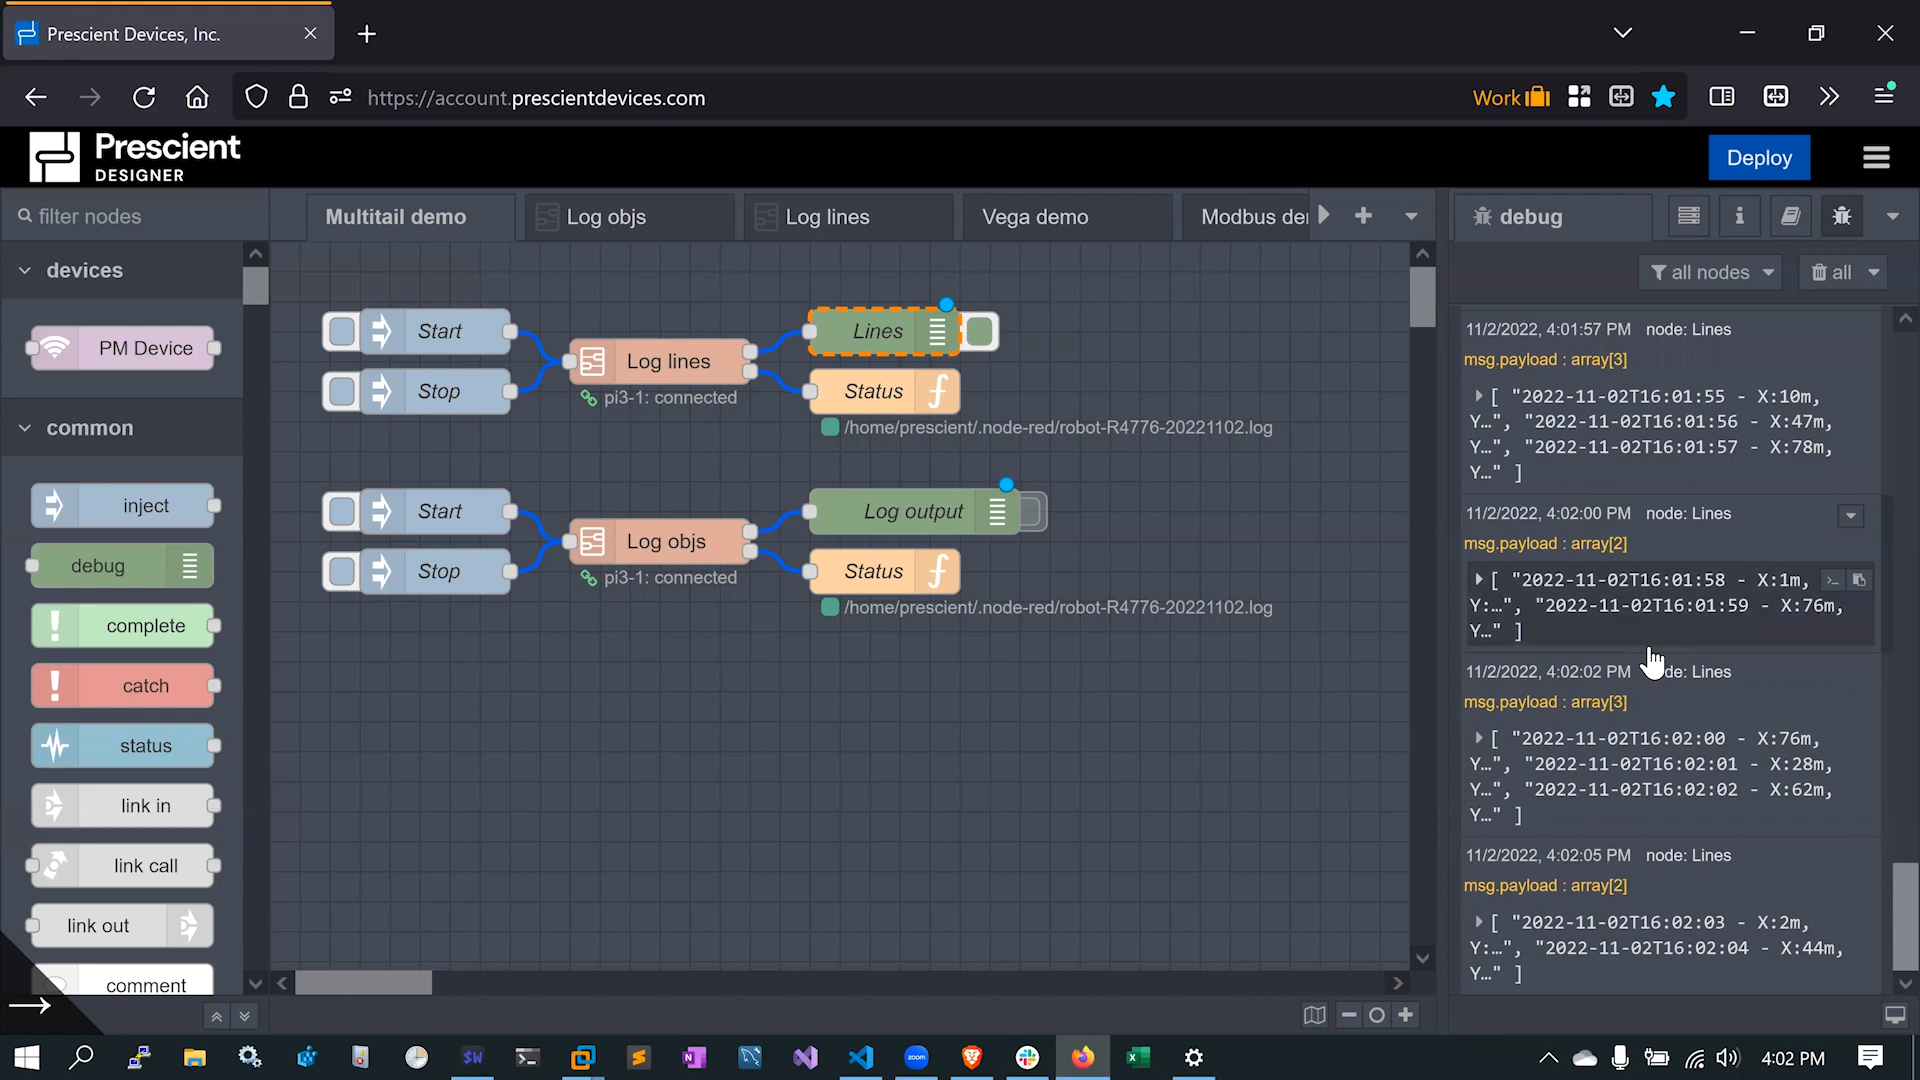 Prescient Devices, Inc.
https://account.prescientdevices.com
Work
Prescient
DESIGNER
Deploy
filter nodes
Multitail demo
Log objs
Log lines
Vega demo
Modbus de
debug
all nodes
all
devices
PM Device
common
inject
debug
complete
catch
status
link in
link call
link out
comment
Start
Stop
Log lines
pi3-1: connected
Lines
Status
/home/prescient/.node-red/robot-R4776-20221102.log
Start
Stop
Log objs
pi3-1: connected
Log output
Status
/home/prescient/.node-red/robot-R4776-20221102.log
11/2/2022, 4:01:57 PM node: Lines
msg.payload : array[3]
[ "2022-11-02T16:01:55 - X:10m,
Y…", "2022-11-02T16:01:56 - X:47m,
Y…", "2022-11-02T16:01:57 - X:78m,
Y…" ]
11/2/2022, 4:02:00 PM node: Lines
msg.payload : array[2]
[ "2022-11-02T16:01:58 - X:1m,
Y:…", "2022-11-02T16:01:59 - X:76m,
Y…" ]
11/2/2022, 4:02:02 PM de: Lines
msg.payload : array[3]
[ "2022-11-02T16:02:00 - X:76m,
Y…", "2022-11-02T16:02:01 - X:28m,
Y…", "2022-11-02T16:02:02 - X:62m,
Y…" ]
11/2/2022, 4:02:05 PM node: Lines
msg.payload : array[2]
[ "2022-11-02T16:02:03 - X:2m,
Y:…", "2022-11-02T16:02:04 - X:44m,
Y…" ]
zoom
4:02 PM